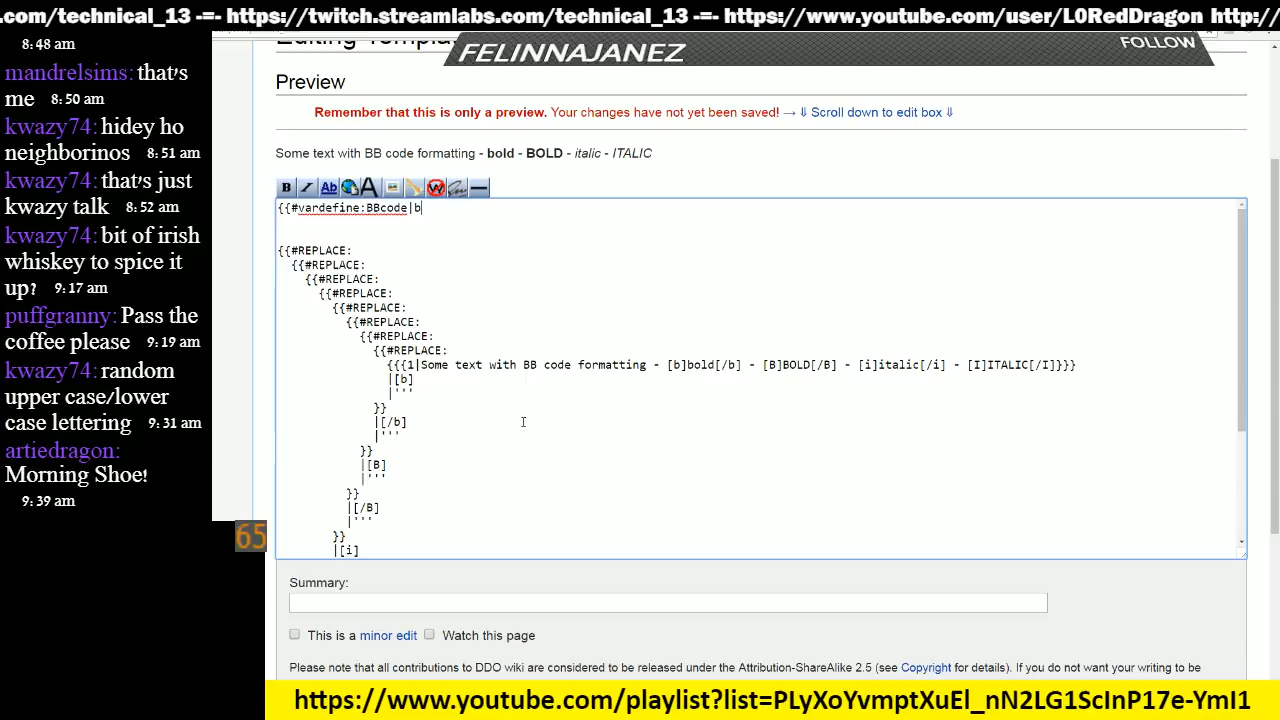 .com/technical_13 -=- https://twitch.streamlabs.com/technical_13 -=- https://www.youtube.com/user/L0RedDragon http:/
8:48 am
mandrelsims: that's
me 8:50 am
kwazy74: hidey ho
neighborinos 8:51 am
kwazy74: that's just
kwazy talk 8:52 am
kwazy74: bit of irish
whiskey to spice it
up? 9:17 am
puffgranny: Pass the
coffee please 9:19 am
kwazy74: random
upper case/lower
case lettering 9:31 am
artiedragon:
Morning Shoe!
9:39 am
65
Editing Templa
FELINNAJANEZ
FOLLOW
Preview
Remember that this is only a preview. Your changes have not yet been saved! → ⇓ Scroll down to edit box ⇓
Some text with BB code formatting - bold - BOLD - italic - ITALIC
B I Ab A W
{{#vardefine:BBcode|b
{{#REPLACE:
{{#REPLACE:
{{#REPLACE:
{{#REPLACE:
{{#REPLACE:
{{#REPLACE:
{{#REPLACE:
{{#REPLACE:
{{{1|Some text with BB code formatting - [b]bold[/b] - [B]BOLD[/B] - [i]italic[/i] - [I]ITALIC[/I]}}}
|[b]
|'''
}}
|[/b]
|'''
}}
|[B]
|'''
}}
|[/B]
|'''
}}
|[i]
Summary:
This is a minor edit Watch this page
Please note that all contributions to DDO wiki are considered to be released under the Attribution-ShareAlike 2.5 (see Copyright for details). If you do not want your writing to be
https://www.youtube.com/playlist?list=PLyXoYvmptXuEl_nN2LG1ScInP17e-YmI1